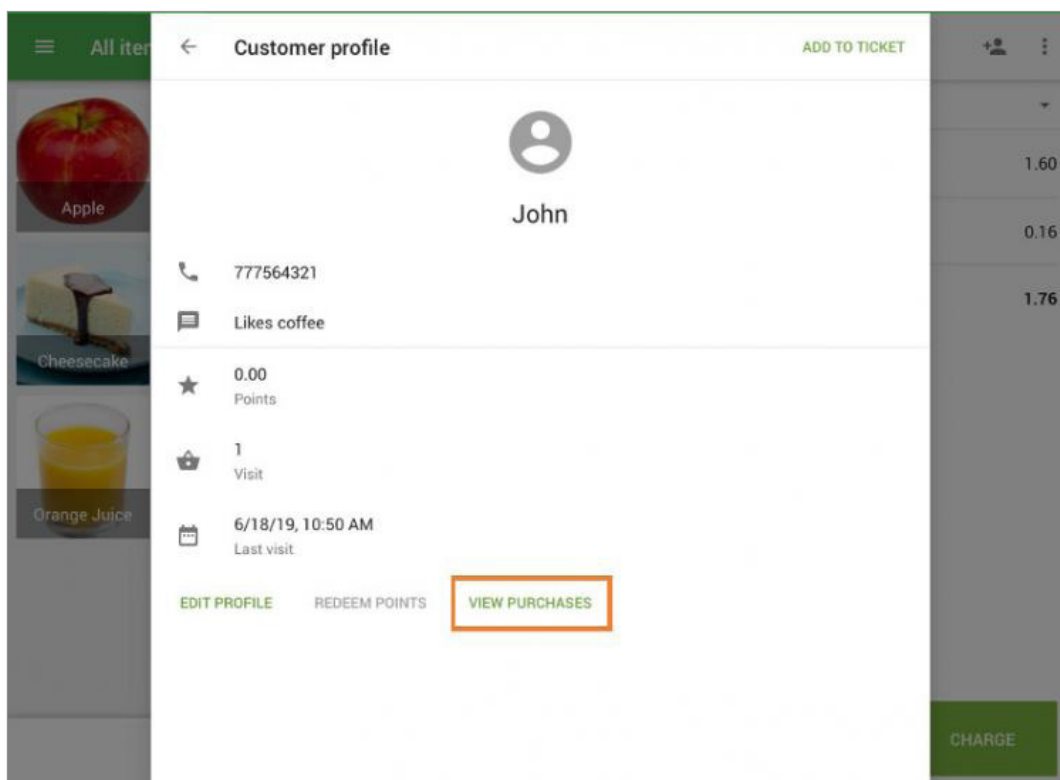 All iter
Customer profile
ADD TO TICKET
John
777564321
Likes coffee
0.00
Points
1
Visit
6/18/19, 10:50 AM
Last visit
EDIT PROFILE
REDEEM POINTS
VIEW PURCHASES
Apple
Cheesecake
Orange Juice
1.60
0.16
1.76
CHARGE